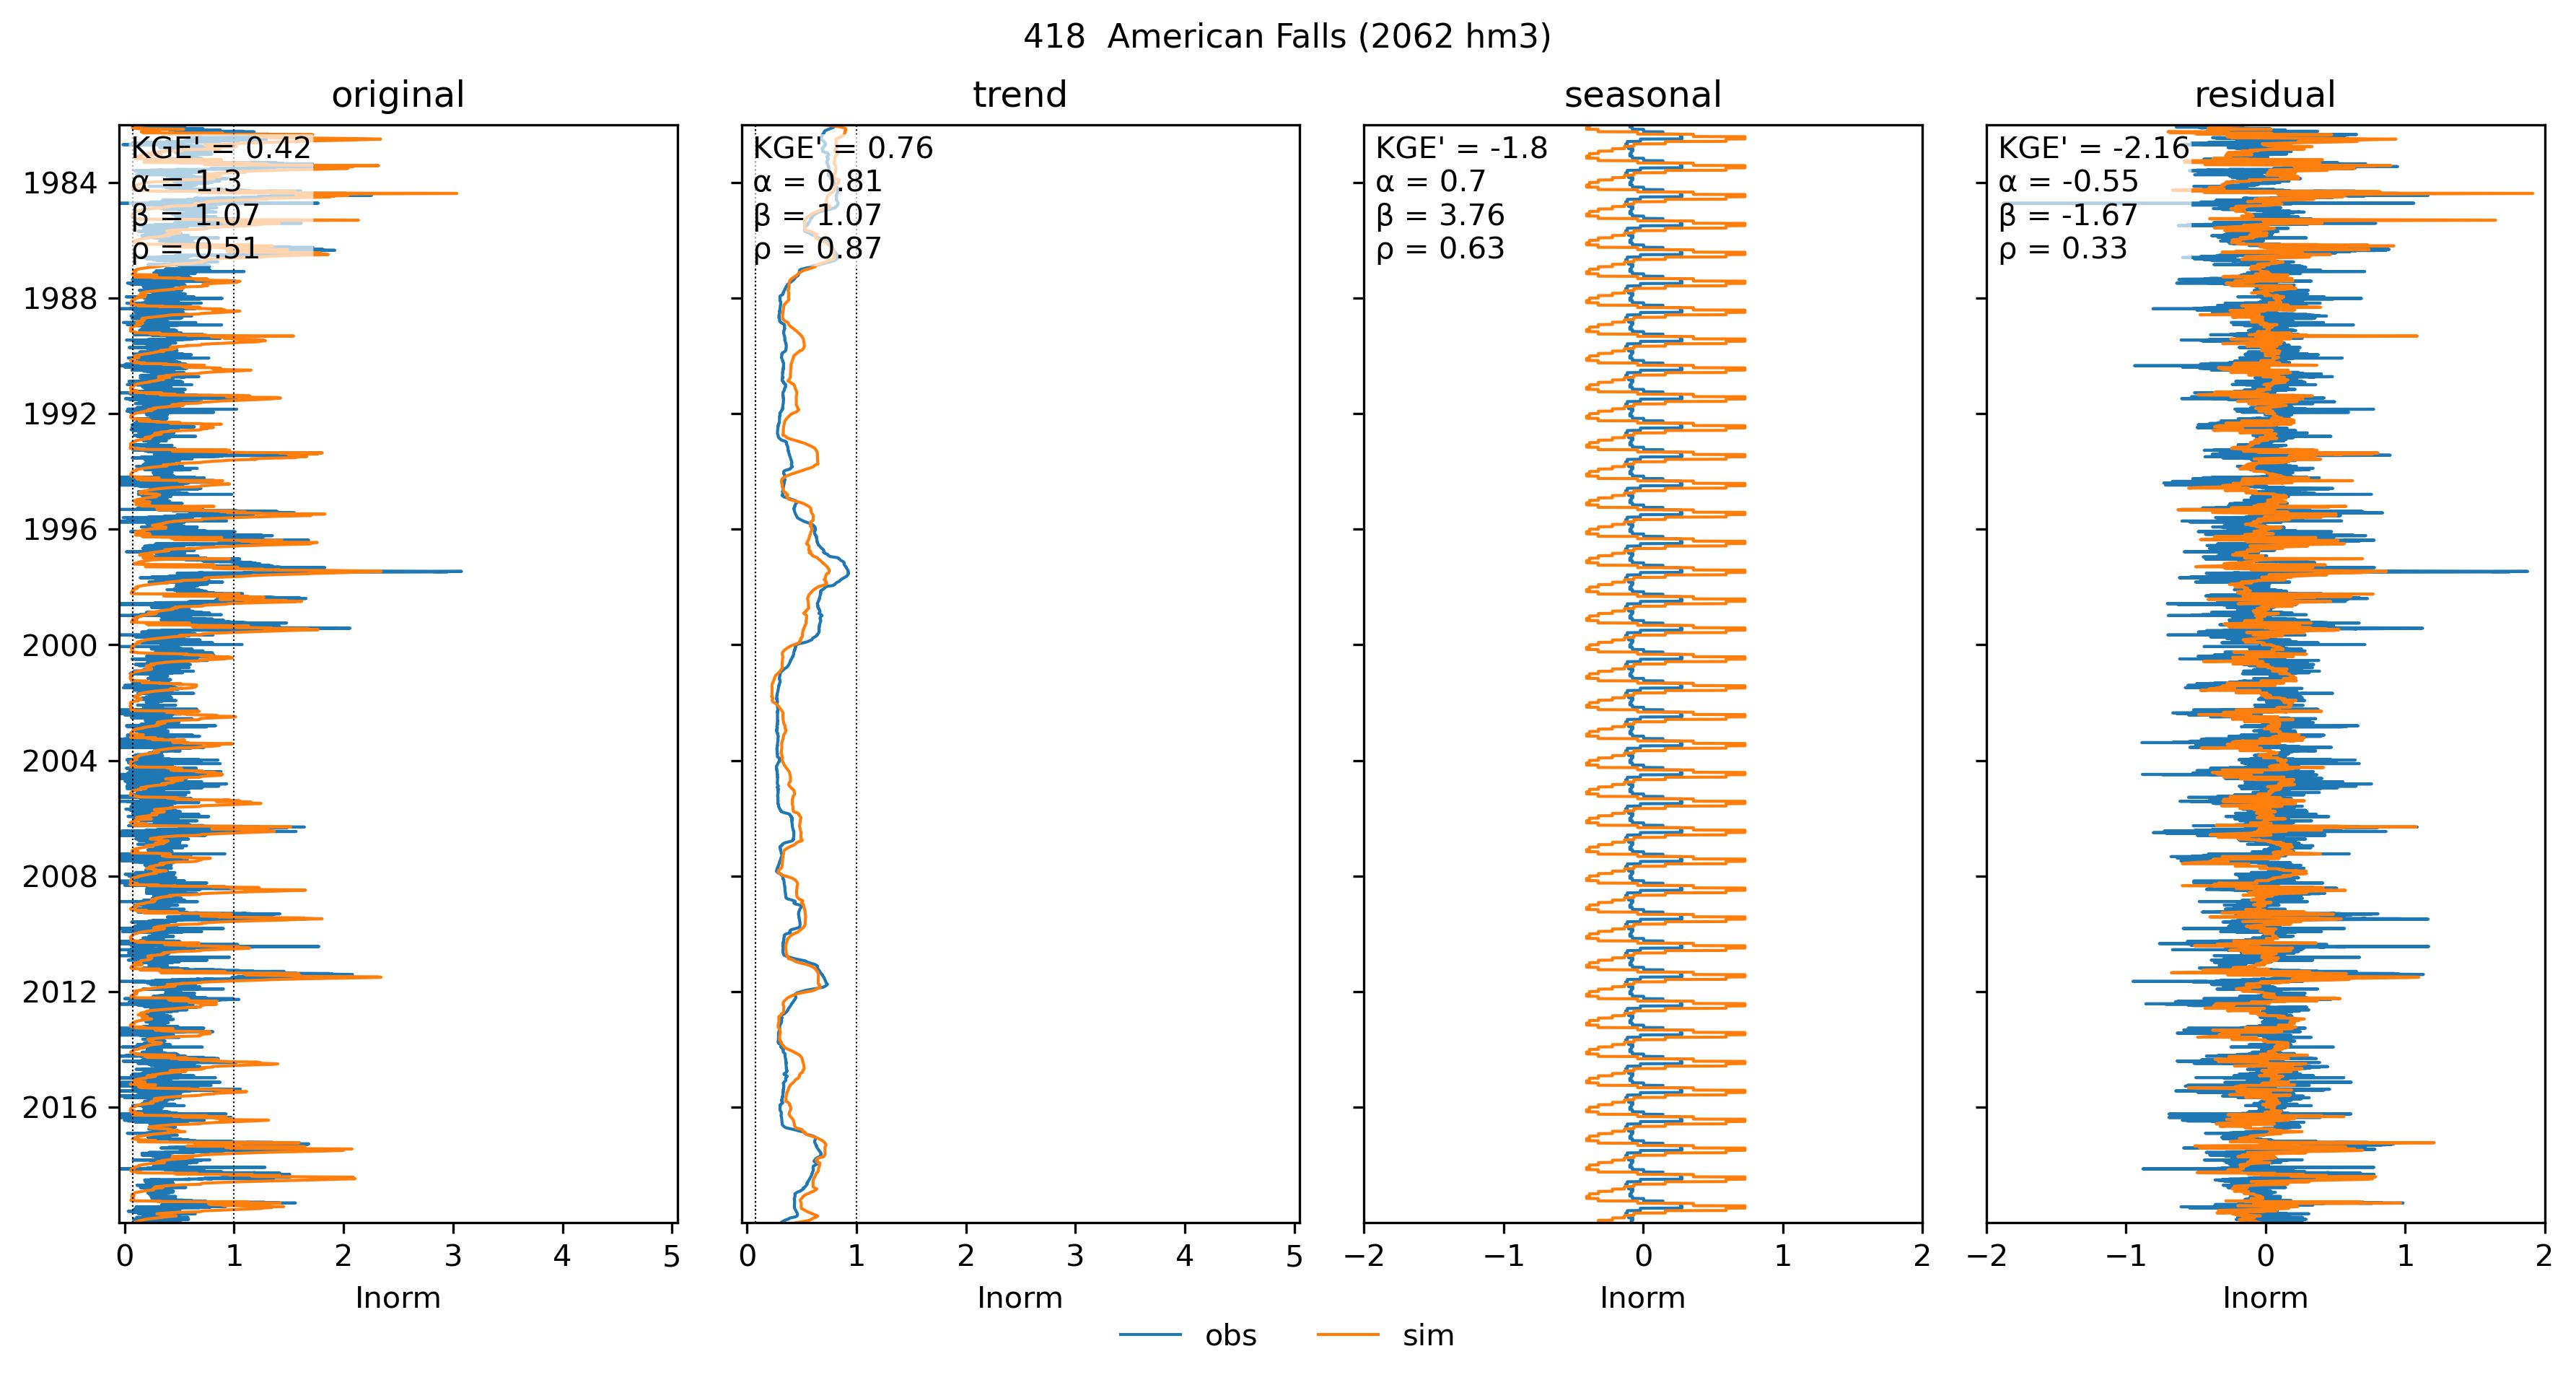 418  American Falls (2062 hm3)
original
trend
seasonal
residual
KGE' = 0.42
α = 1.3
β = 1.07
ρ = 0.51
KGE' = 0.76
α = 0.81
β = 1.07
ρ = 0.87
KGE' = -1.8
α = 0.7
β = 3.76
ρ = 0.63
KGE' = -2.16
α = -0.55
β = -1.67
ρ = 0.33
1984
1988
1992
1996
2000
2004
2008
2012
2016
0 1 2 3 4 5
0 1 2 3 4 5
−2 −1 0 1 2
−2 −1 0 1 2
Inorm
Inorm
Inorm
Inorm
obs
sim